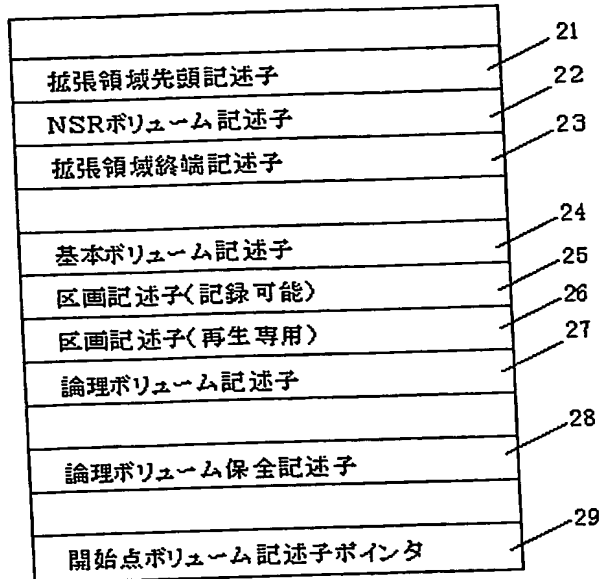 拡張領域先頭記述子 21
NSRボリューム記述子 22
拡張領域終端記述子 23
基本ボリューム記述子 24
区画記述子(記録可能) 25
区画記述子(再生専用) 26
論理ボリューム記述子 27
論理ボリューム保全記述子 28
開始点ボリューム記述子ポインタ 29